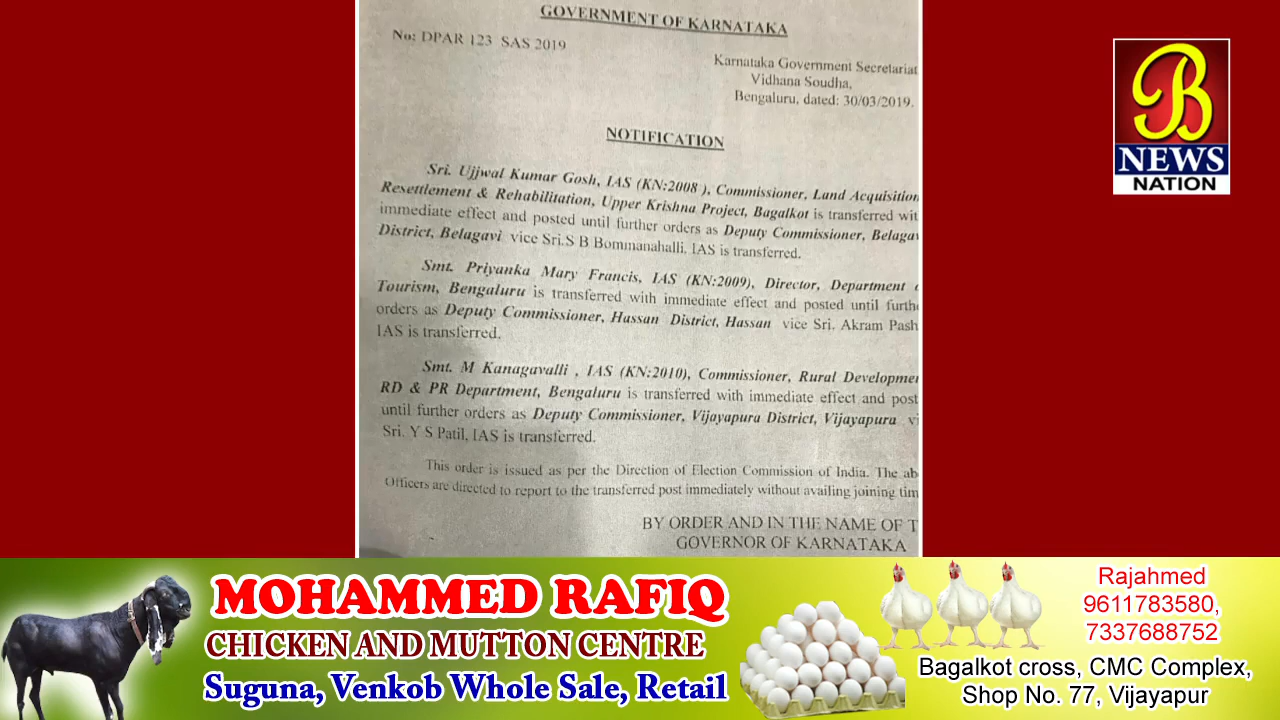 GOVERNMENT OF KARNATAKA
No: DPAR 123 SAS 2019
Karnataka Government Secretariat
Vidhana Soudha,
Bengaluru, dated: 30/03/2019.
NOTIFICATION
Sri. Ujjwal Kumar Gosh, IAS (KN:2008 ), Commissioner, Land Acquisition
Resettlement & Rehabilitation, Upper Krishna Project, Bagalkot is transferred wit
immediate effect and posted until further orders as Deputy Commissioner, Belagav
District, Belagavi vice Sri.S B Bommanahalli, IAS is transferred.
Smt. Priyanka Mary Francis, IAS (KN:2009), Director, Department o
Tourism, Bengaluru is transferred with immediate effect and posted until furthe
orders as Deputy Commissioner, Hassan District, Hassan vice Sri. Akram Pash
IAS is transferred.
Smt. M Kanagavalli , IAS (KN:2010), Commissioner, Rural Developmen
RD & PR Department, Bengaluru is transferred with immediate effect and post
until further orders as Deputy Commissioner, Vijayapura District, Vijayapura vi
Sri. Y S Patil, IAS is transferred.
This order is issued as per the Direction of Election Commission of India. The ab
Officers are directed to report to the transferred post immediately without availing joining tim
BY ORDER AND IN THE NAME OF T
GOVERNOR OF KARNATAKA
B
NEWS
NATION
MOHAMMED RAFIQ
CHICKEN AND MUTTON CENTRE
Suguna, Venkob Whole Sale, Retail
Rajahmed
9611783580,
7337688752
Bagalkot cross, CMC Complex,
Shop No. 77, Vijayapur